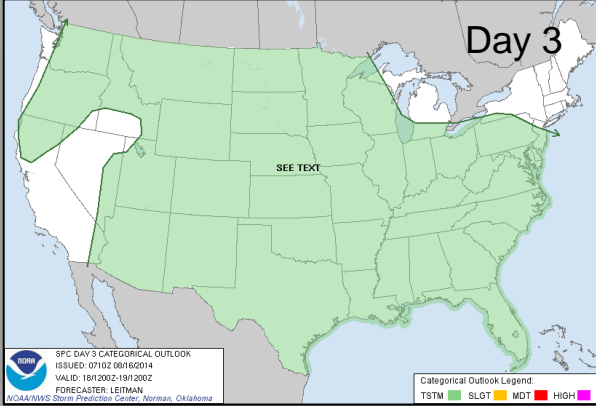 Day 3
SEE TEXT
NOAA
SPC DAY 3 CATEGORICAL OUTLOOK
ISSUED: 0710Z 08/16/2014
VALID: 18/1200Z-19/1200Z
FORECASTER: LEITMAN
NOAA/NWS Storm Prediction Center, Norman, Oklahoma
Categorical Outlook Legend:
TSTM SLGT MDT HIGH